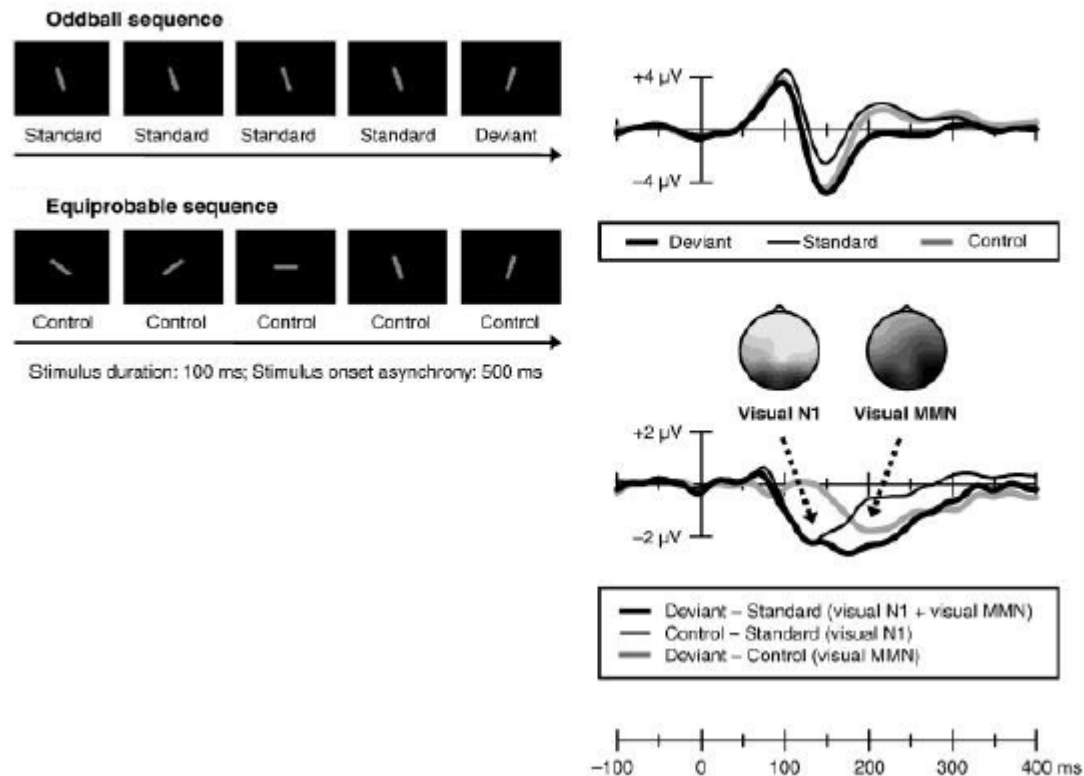 Oddball sequence
Standard Standard Standard Standard Deviant
Equiprobable sequence
Control Control Control Control Control
Stimulus duration: 100 ms; Stimulus onset asynchrony: 500 ms
+4 µV
−4 µV
Deviant Standard Control
Visual N1 Visual MMN
+2 µV
−2 µV
Deviant – Standard (visual N1 + visual MMN)
Control – Standard (visual N1)
Deviant – Control (visual MMN)
−100 0 100 200 300 400 ms